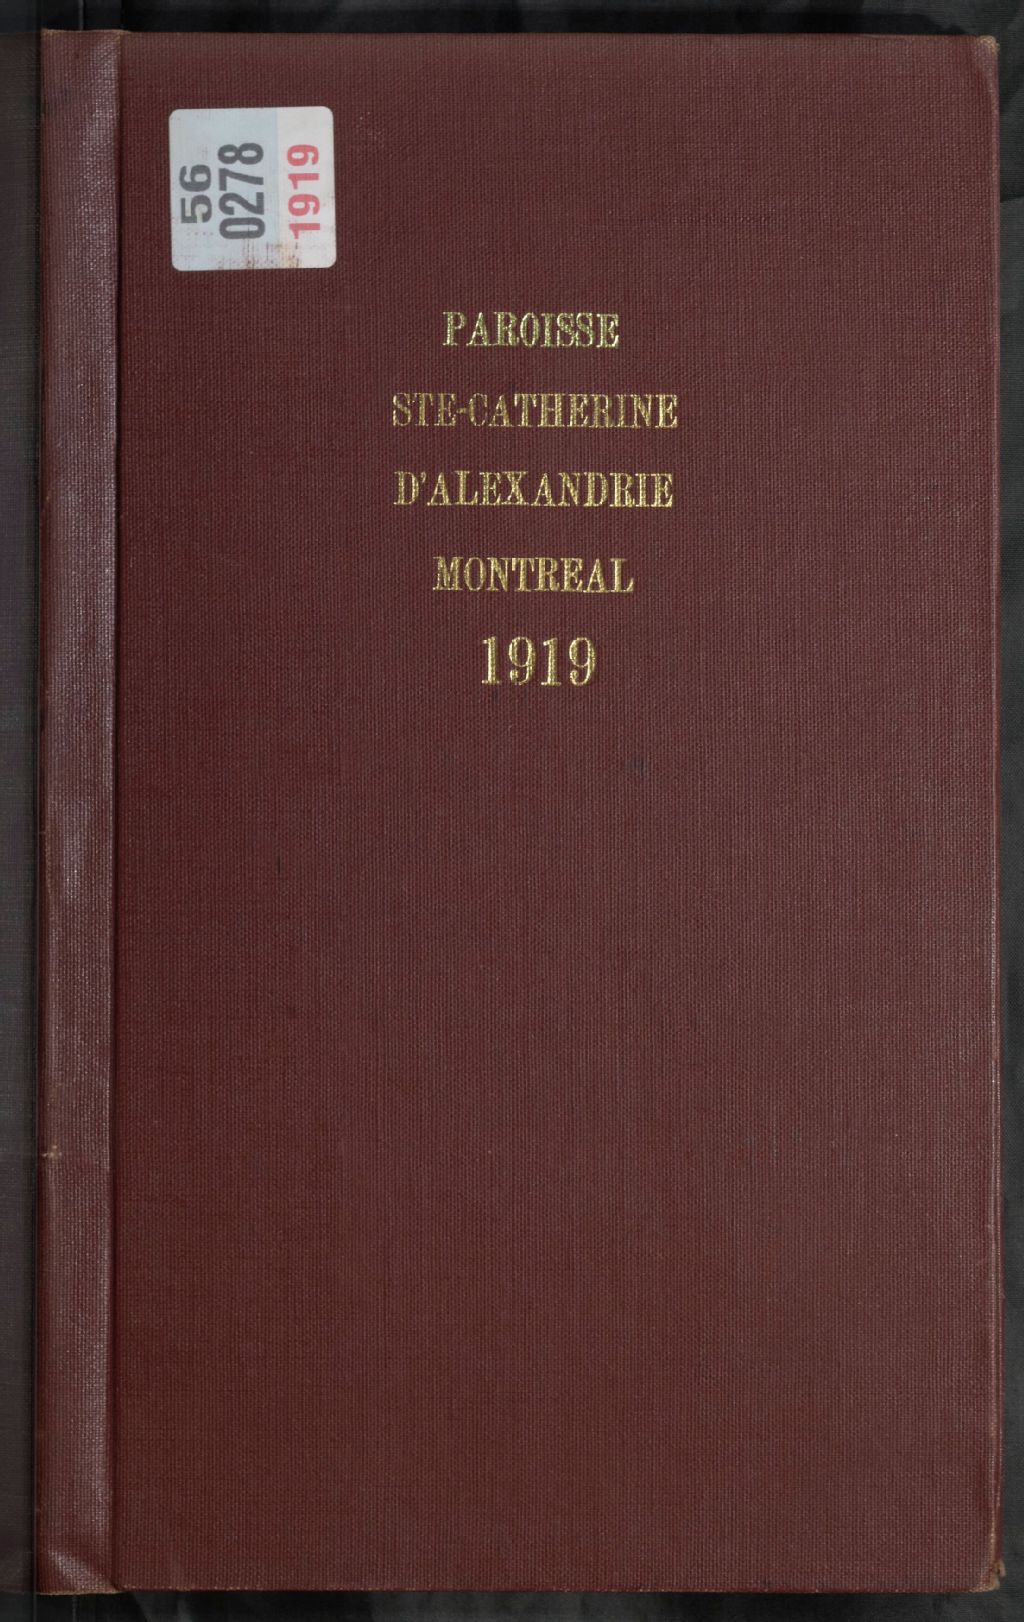 56
0278
1919
PAROISSE
STE-CATHERINE
D'ALEXANDRIE
MONTREAL
1919